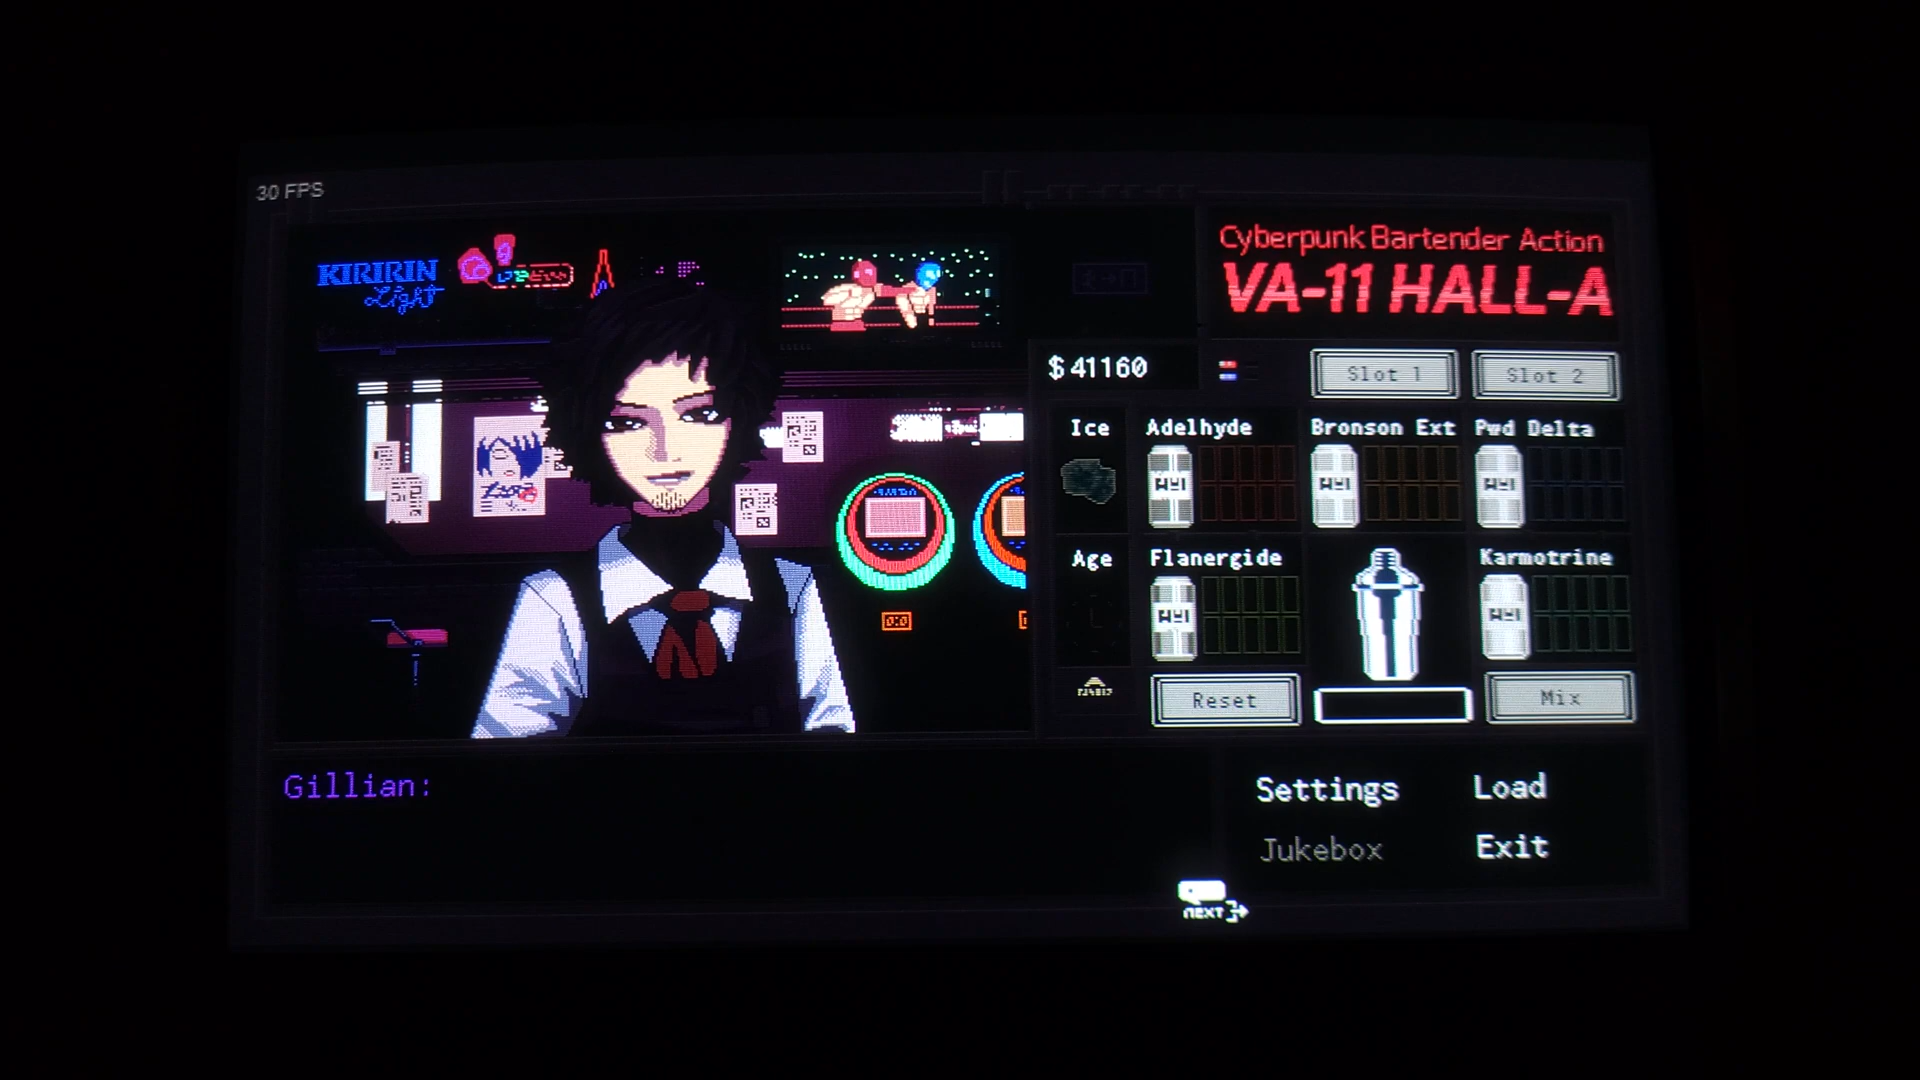 30 FPS
KIRIRIN
Light
Cyberpunk Bartender Action
VA-11 HALL-A
$41160
Slot 1
Slot 2
Ice
Adelhyde
Bronson Ext
Pwd Delta
Age
Flanergide
Karmotrine
Reset
Mix
Gillian:
Settings
Load
Jukebox
Exit
NEXT